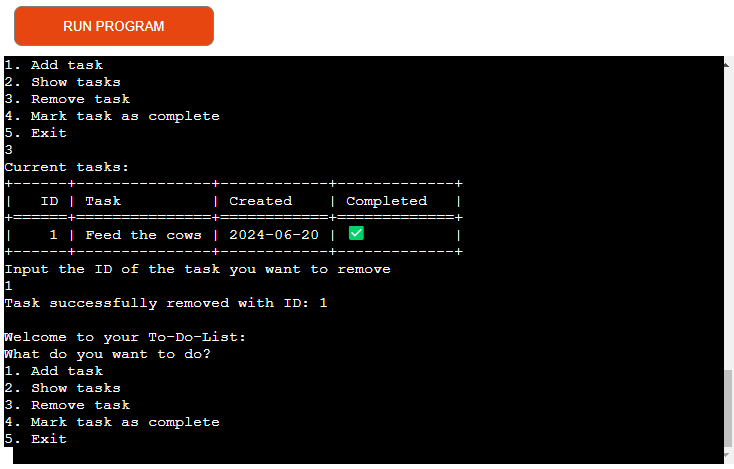 RUN PROGRAM
1. Add task
2. Show tasks
3. Remove task
4. Mark task as complete
5. Exit
3
Current tasks:
+------+---------------+------------+-------------+
|   ID | Task          | Created    | Completed   |
+======+===============+============+=============+
|    1 | Feed the cows | 2024-06-20 | ✅          |
+------+---------------+------------+-------------+
Input the ID of the task you want to remove
1
Task successfully removed with ID: 1

Welcome to your To-Do-List:
What do you want to do?
1. Add task
2. Show tasks
3. Remove task
4. Mark task as complete
5. Exit